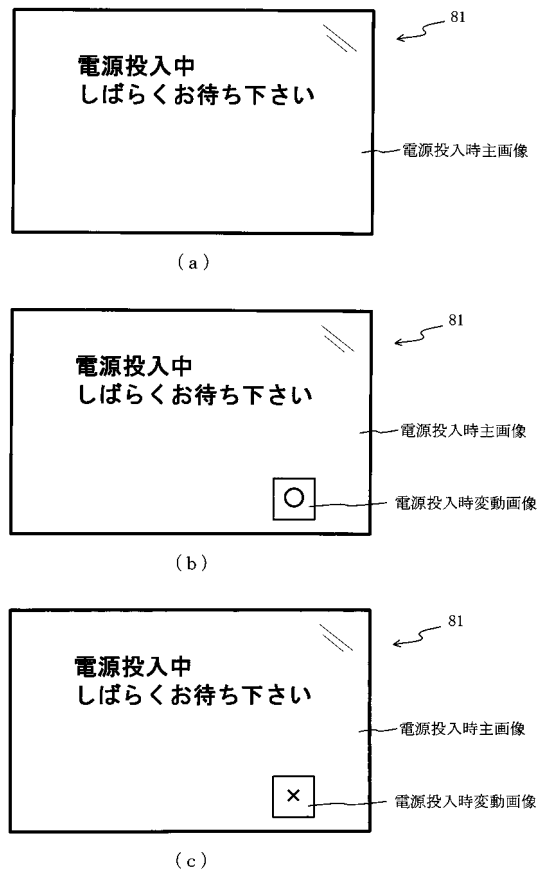 81
電源投入中
しばらくお待ち下さい
電源投入時主画像
(a)
81
電源投入中
しばらくお待ち下さい
電源投入時主画像
○
電源投入時変動画像
(b)
81
電源投入中
しばらくお待ち下さい
電源投入時主画像
×
電源投入時変動画像
(c)